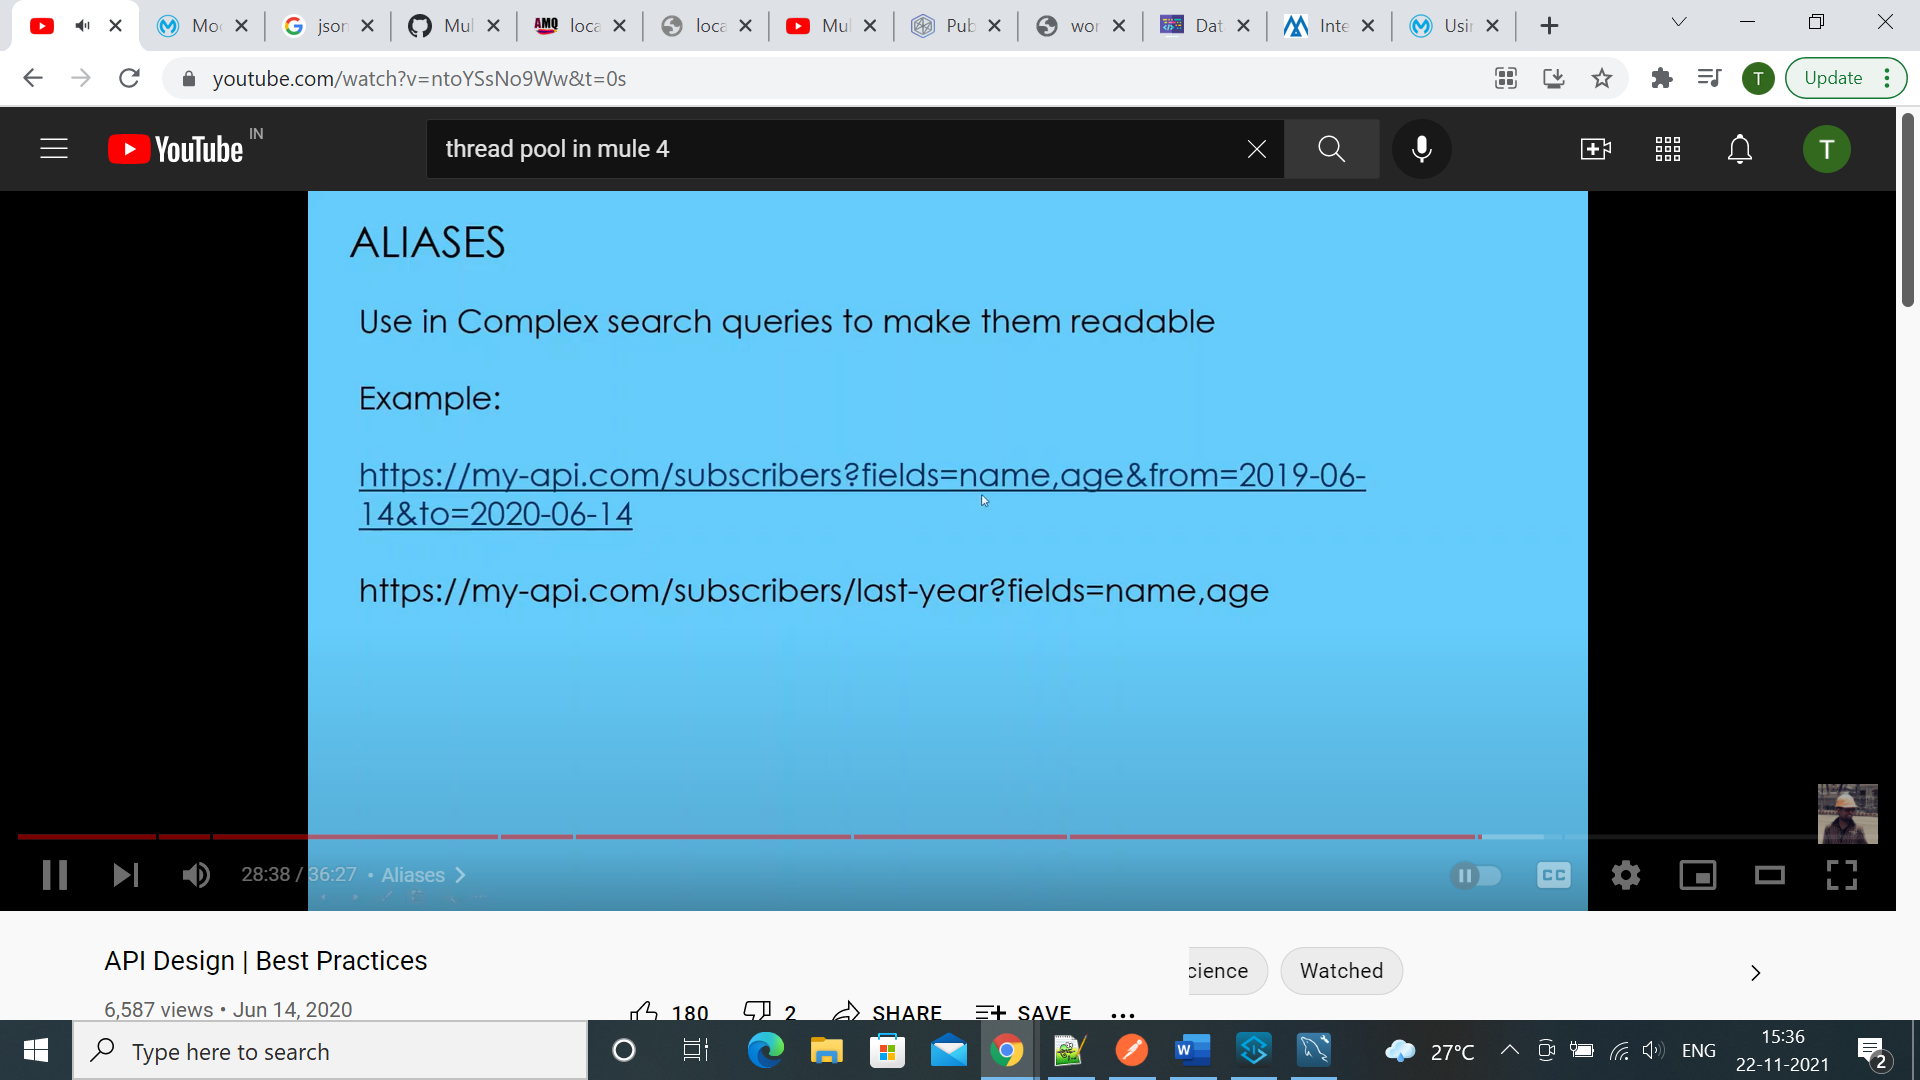 Mo
json
Mul
AMQ loca
loca
Mul
Pub
wor
Dat
Inte
Usin
youtube.com/watch?v=ntoYSsNo9Ww&t=0s
T
Update
YouTube IN
thread pool in mule 4
T
ALIASES
Use in Complex search queries to make them readable
Example:
https://my-api.com/subscribers?fields=name,age&from=2019-06-
14&to=2020-06-14
https://my-api.com/subscribers/last-year?fields=name,age
28:38 / 36:27 • Aliases
CC
API Design | Best Practices
cience
Watched
6,587 views • Jun 14, 2020
180
2
SHARE
SAVE
Type here to search
W
27°C
ENG
15:36
22-11-2021
2